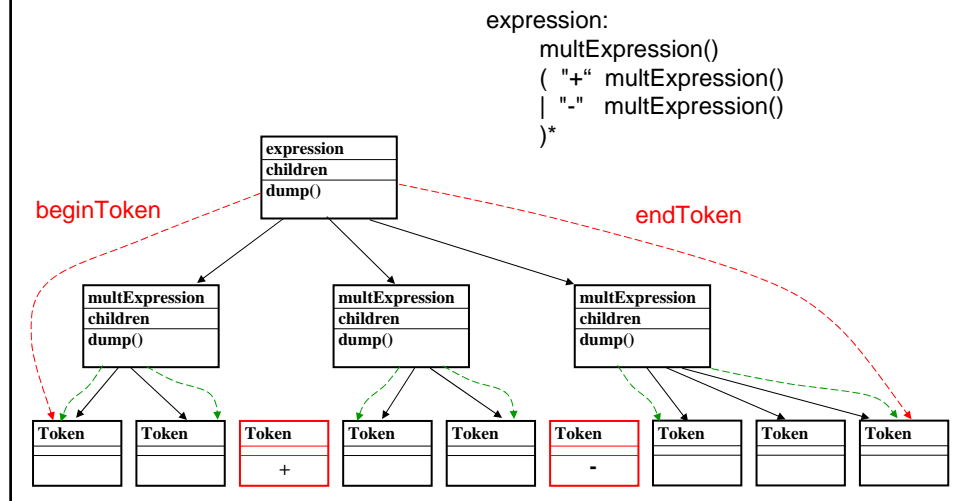 expression:
multExpression()
( "+“ multExpression()
| "-" multExpression()
)*
expression
children
dump()
beginToken
endToken
multExpression
children
dump()
multExpression
children
dump()
multExpression
children
dump()
Token
Token
Token
+
Token
Token
Token
-
Token
Token
Token